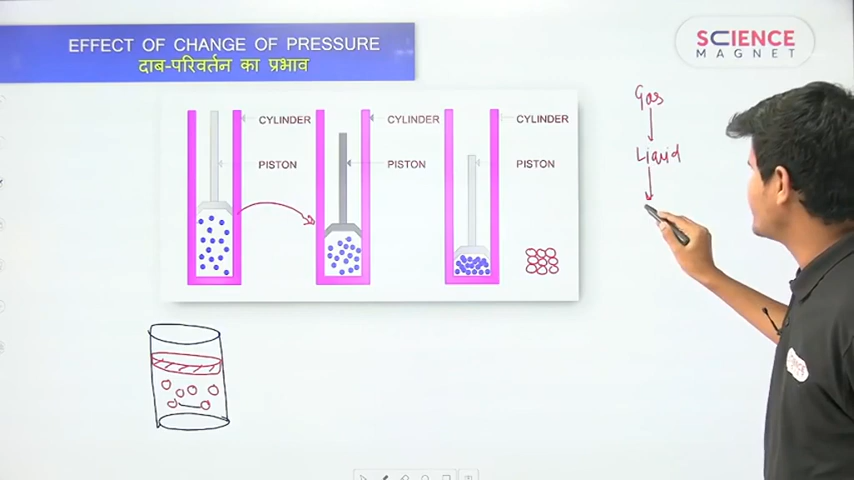 EFFECT OF CHANGE OF PRESSURE
दाब-परिवर्तन का प्रभाव
SCIENCE
MAGNET
CYLINDER
CYLINDER
CYLINDER
PISTON
PISTON
PISTON
Gas
Liquid